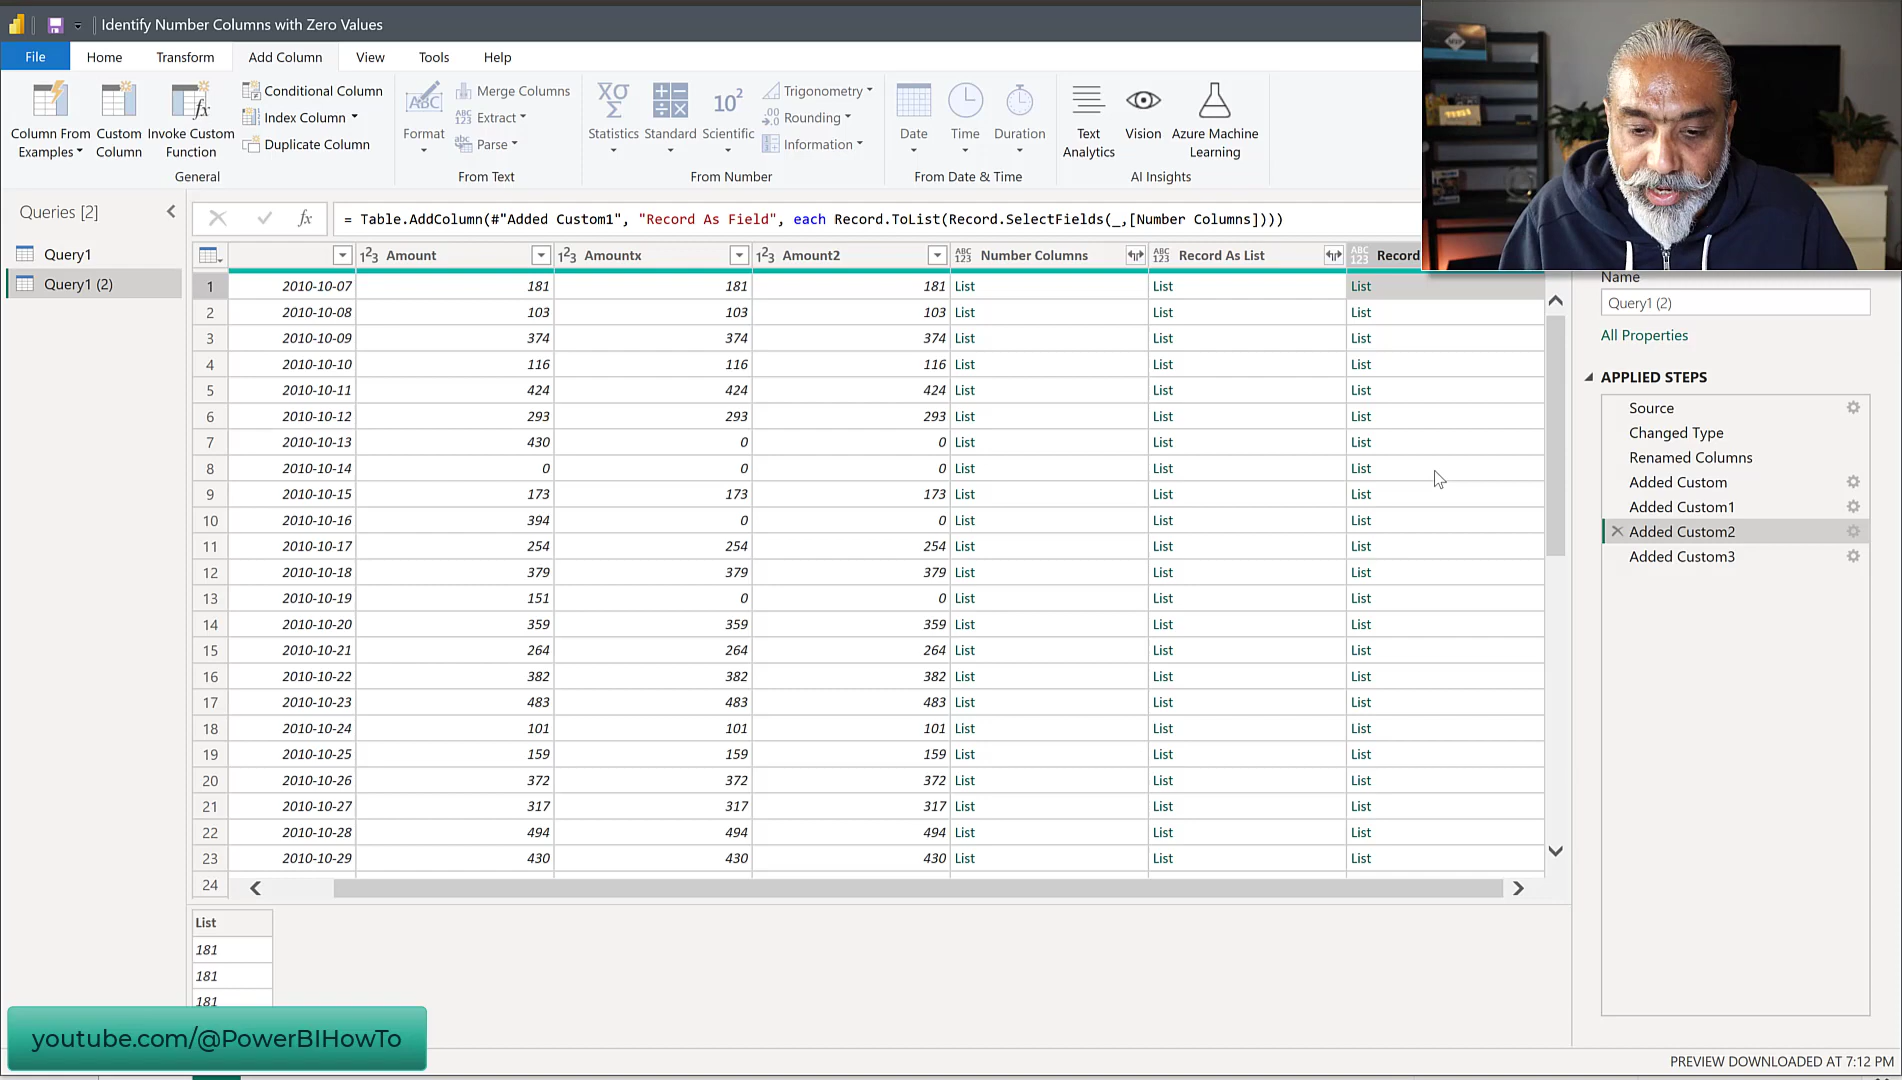 Identify Number Columns with Zero Values
File Home Transform Add Column View Tools Help
Column From Examples
Custom Column
Invoke Custom Function
Conditional Column
Index Column
Duplicate Column
General
ABC
Format
Merge Columns
ABC 123 Extract
abc Parse
From Text
ΧΟ Σ Statistics
Standard
10² Scientific
Trigonometry
.00 Rounding
Information
From Number
Date
Time
Duration
From Date & Time
Text Analytics
Vision
Azure Machine Learning
AI Insights
Queries [2]
Query1
Query1 (2)
fx = Table.AddColumn(#"Added Custom1", "Record As Field", each Record.ToList(Record.SelectFields(_,[Number Columns])))
1²3 Amount 1²3 Amountx 1²3 Amount2 ABC 123 Number Columns ABC 123 Record As List ABC 123 Record
1 2010-10-07 181 181 181 List List List
2 2010-10-08 103 103 103 List List List
3 2010-10-09 374 374 374 List List List
4 2010-10-10 116 116 116 List List List
5 2010-10-11 424 424 424 List List List
6 2010-10-12 293 293 293 List List List
7 2010-10-13 430 0 0 List List List
8 2010-10-14 0 0 0 List List List
9 2010-10-15 173 173 173 List List List
10 2010-10-16 394 0 0 List List List
11 2010-10-17 254 254 254 List List List
12 2010-10-18 379 379 379 List List List
13 2010-10-19 151 0 0 List List List
14 2010-10-20 359 359 359 List List List
15 2010-10-21 264 264 264 List List List
16 2010-10-22 382 382 382 List List List
17 2010-10-23 483 483 483 List List List
18 2010-10-24 101 101 101 List List List
19 2010-10-25 159 159 159 List List List
20 2010-10-26 372 372 372 List List List
21 2010-10-27 317 317 317 List List List
22 2010-10-28 494 494 494 List List List
23 2010-10-29 430 430 430 List List List
24
List
181
181
181
youtube.com/@PowerBIHowTo
Name
Query1 (2)
All Properties
APPLIED STEPS
Source
Changed Type
Renamed Columns
Added Custom
Added Custom1
Added Custom2
Added Custom3
PREVIEW DOWNLOADED AT 7:12 PM